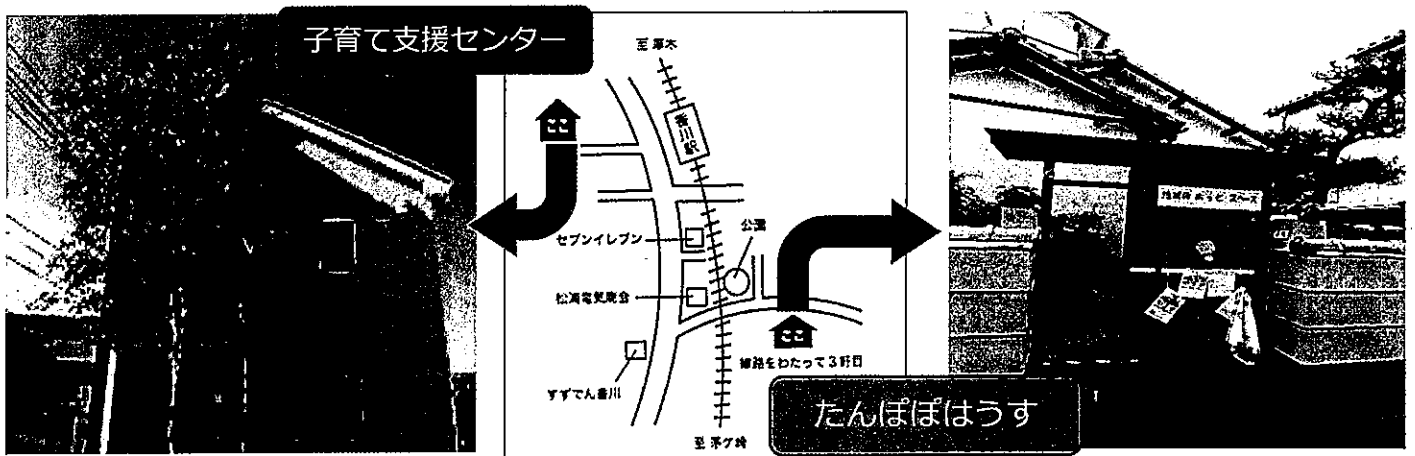 子育て支援センター
至厚木
香川駅
セブンイレブン
公園
松浦電気商会
線路をわたって3軒目
すずでん香川
たんぽぽはうす
至茅ケ崎